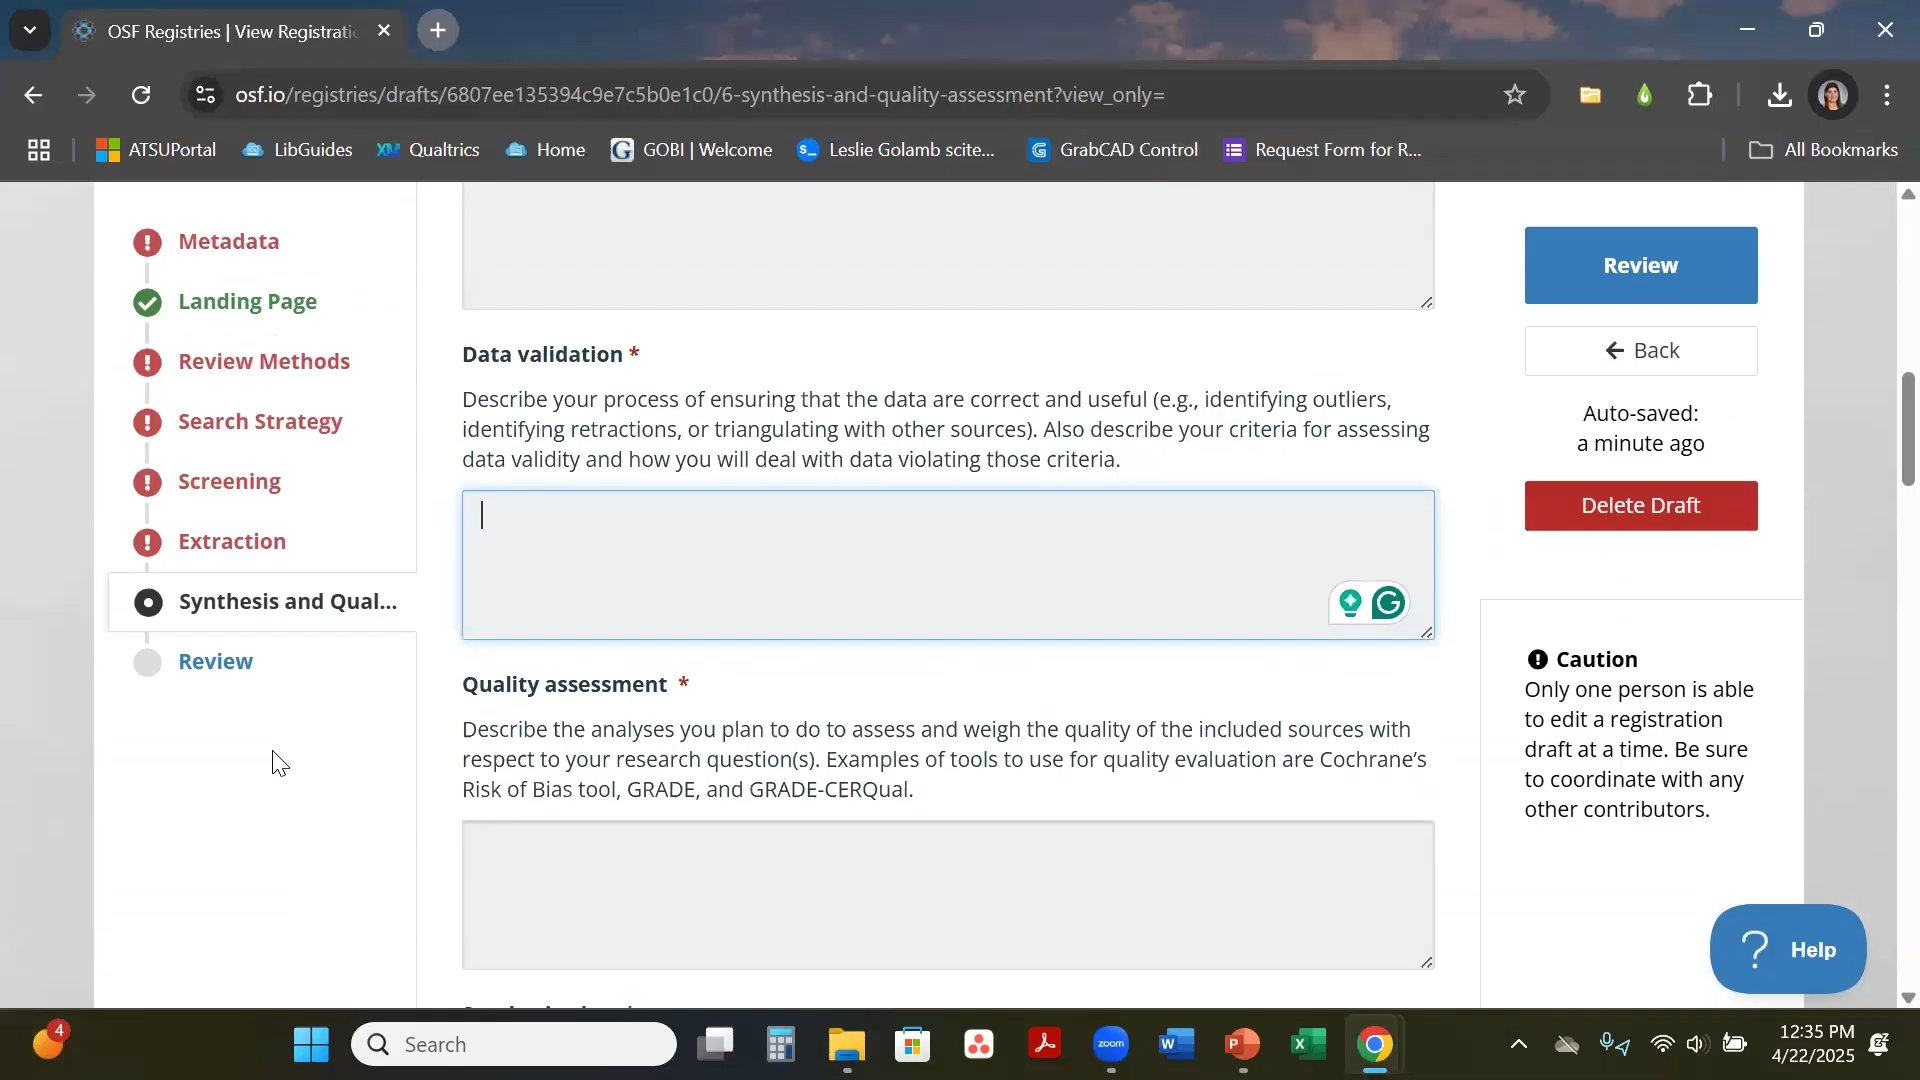 OSF Registries | View Registrati
osf.io/registries/drafts/6807ee135394c9e7c5b0e1c0/6-synthesis-and-quality-assessment?view_only=
ATSUPortal
LibGuides
XM Qualtrics
Home
G GOBI | Welcome
s_ Leslie Golamb scite...
G GrabCAD Control
Request Form for R...
All Bookmarks
Metadata
Landing Page
Review Methods
Search Strategy
Screening
Extraction
Synthesis and Qual...
Review
Data validation *
Describe your process of ensuring that the data are correct and useful (e.g., identifying outliers,
identifying retractions, or triangulating with other sources). Also describe your criteria for assessing
data validity and how you will deal with data violating those criteria.
Quality assessment *
Describe the analyses you plan to do to assess and weigh the quality of the included sources with
respect to your research question(s). Examples of tools to use for quality evaluation are Cochrane’s
Risk of Bias tool, GRADE, and GRADE-CERQual.
Review
Back
Auto-saved:
a minute ago
Delete Draft
Caution
Only one person is able
to edit a registration
draft at a time. Be sure
to coordinate with any
other contributors.
? Help
4
Search
zoom
W
P
X
12:35 PM
4/22/2025